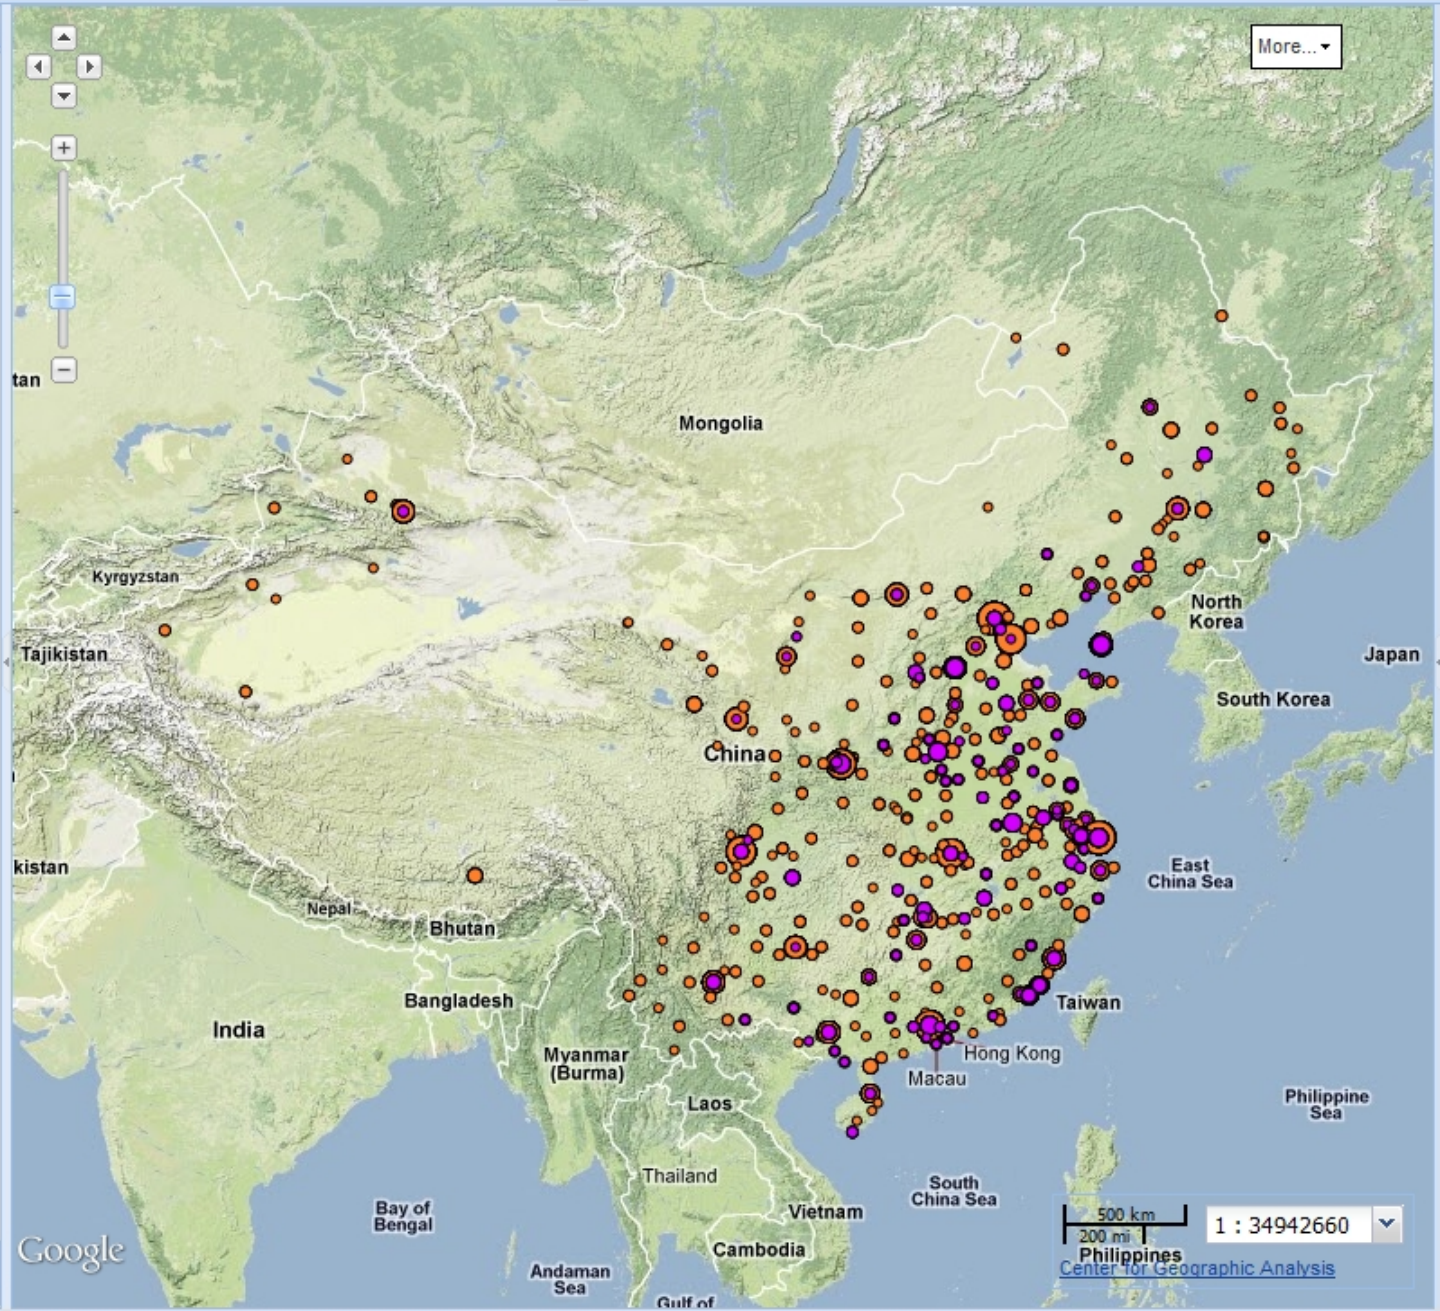 More...
+
−
tan
Mongolia
Kyrgyzstan
Tajikistan
North
Korea
Japan
South Korea
China
kistan
East
China Sea
Nepal
Bhutan
Bangladesh
Taiwan
India
Myanmar
(Burma)
Hong Kong
Macau
Laos
Philippine
Sea
Thailand
South
China Sea
Bay of
Bengal
Vietnam
500 km
200 mi
1 : 34942660
Google
Cambodia
Philippines
Center for Geographic Analysis
Andaman
Sea
Gulf of